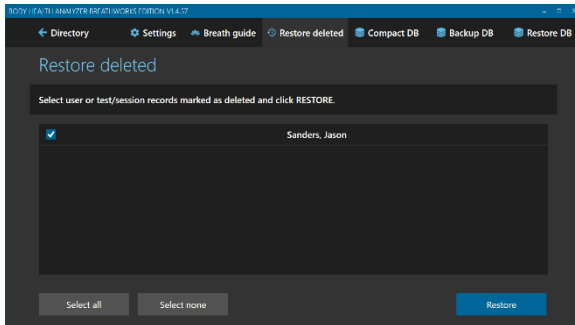 BODY HEALTH ANALYZER BREATHWORKS EDITION V1.4.57
Directory Settings Breath guide Restore deleted Compact DB Backup DB Restore DB
Restore deleted
Select user or test/session records marked as deleted and click RESTORE.
Sanders, Jason
Select all Select none Restore